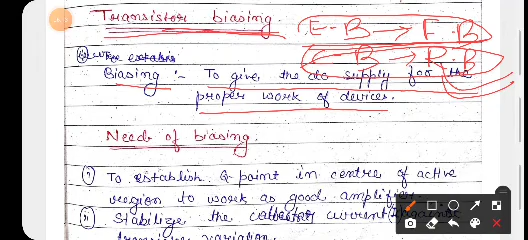 Transistor biasing
E-B → F.B
C-B → R.B
Biasing :- To give the dc supply for the
proper work of devices.
Need of biasing.
(i) To establish Q-point in centre of active
region to work as good amplifier.
(ii) Stabilize the collector current against